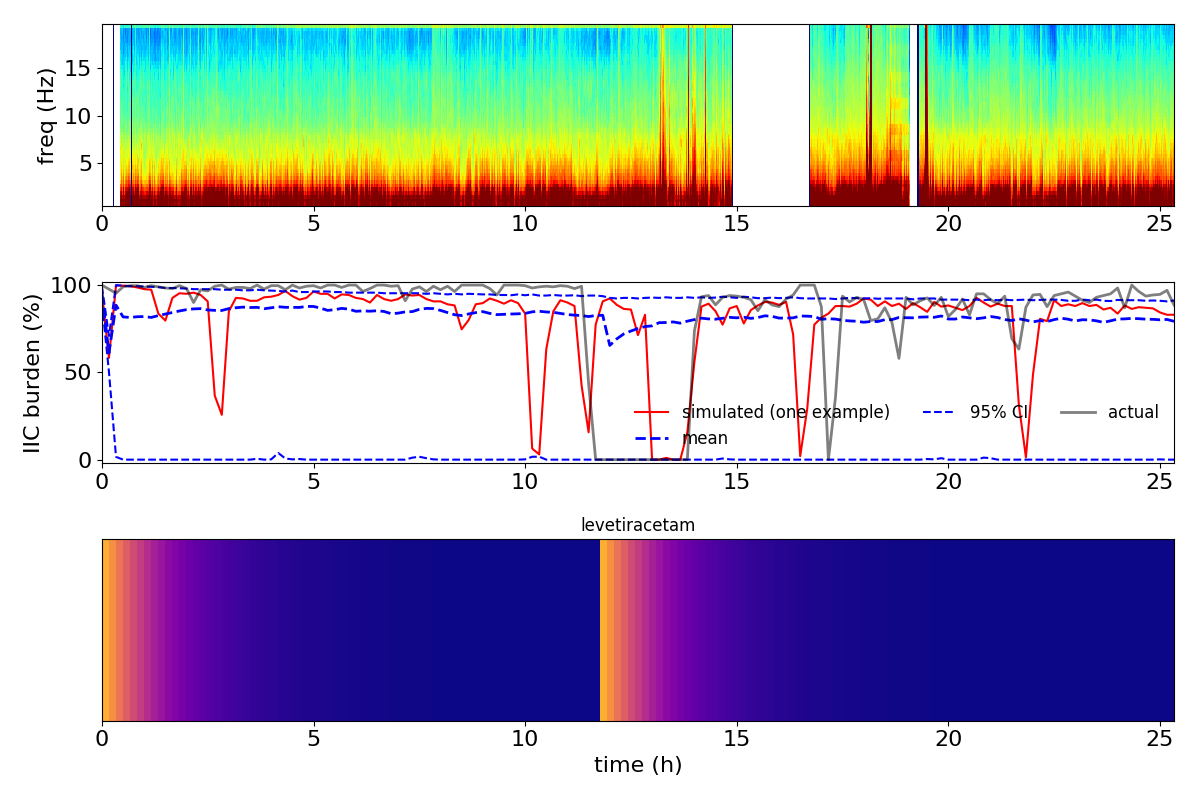 freq (Hz)
15
10
5
0 5 10 15 20 25
IIC burden (%)
100
50
0
simulated (one example) 95% CI actual
mean
0 5 10 15 20 25
levetiracetam
0 5 10 15 20 25
time (h)